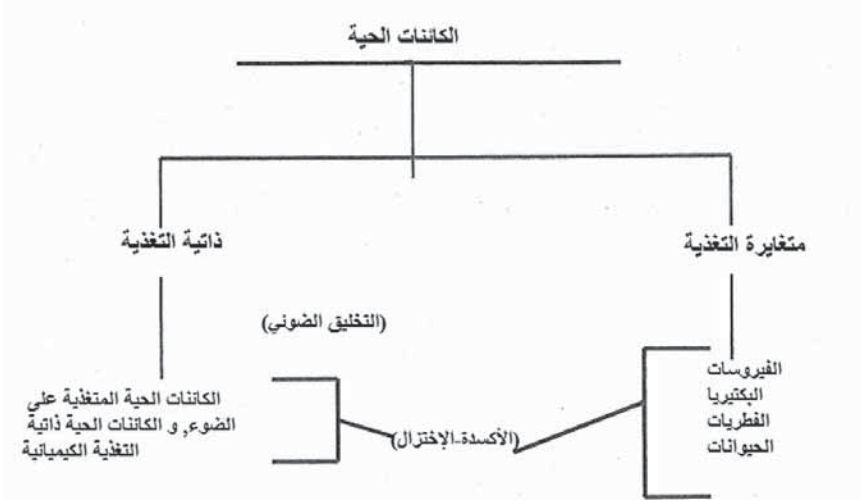 الكائنات الحية
ذاتية التغذية
متغايرة التغذية
(التخليق الضوئي)
الفيروسات
البكتيريا
الفطريات
الحيوانات
الكائنات الحية المتغذية على
الضوء, و الكائنات الحية ذاتية
التغذية الكيميائية
(الأكسدة-الإختزال)